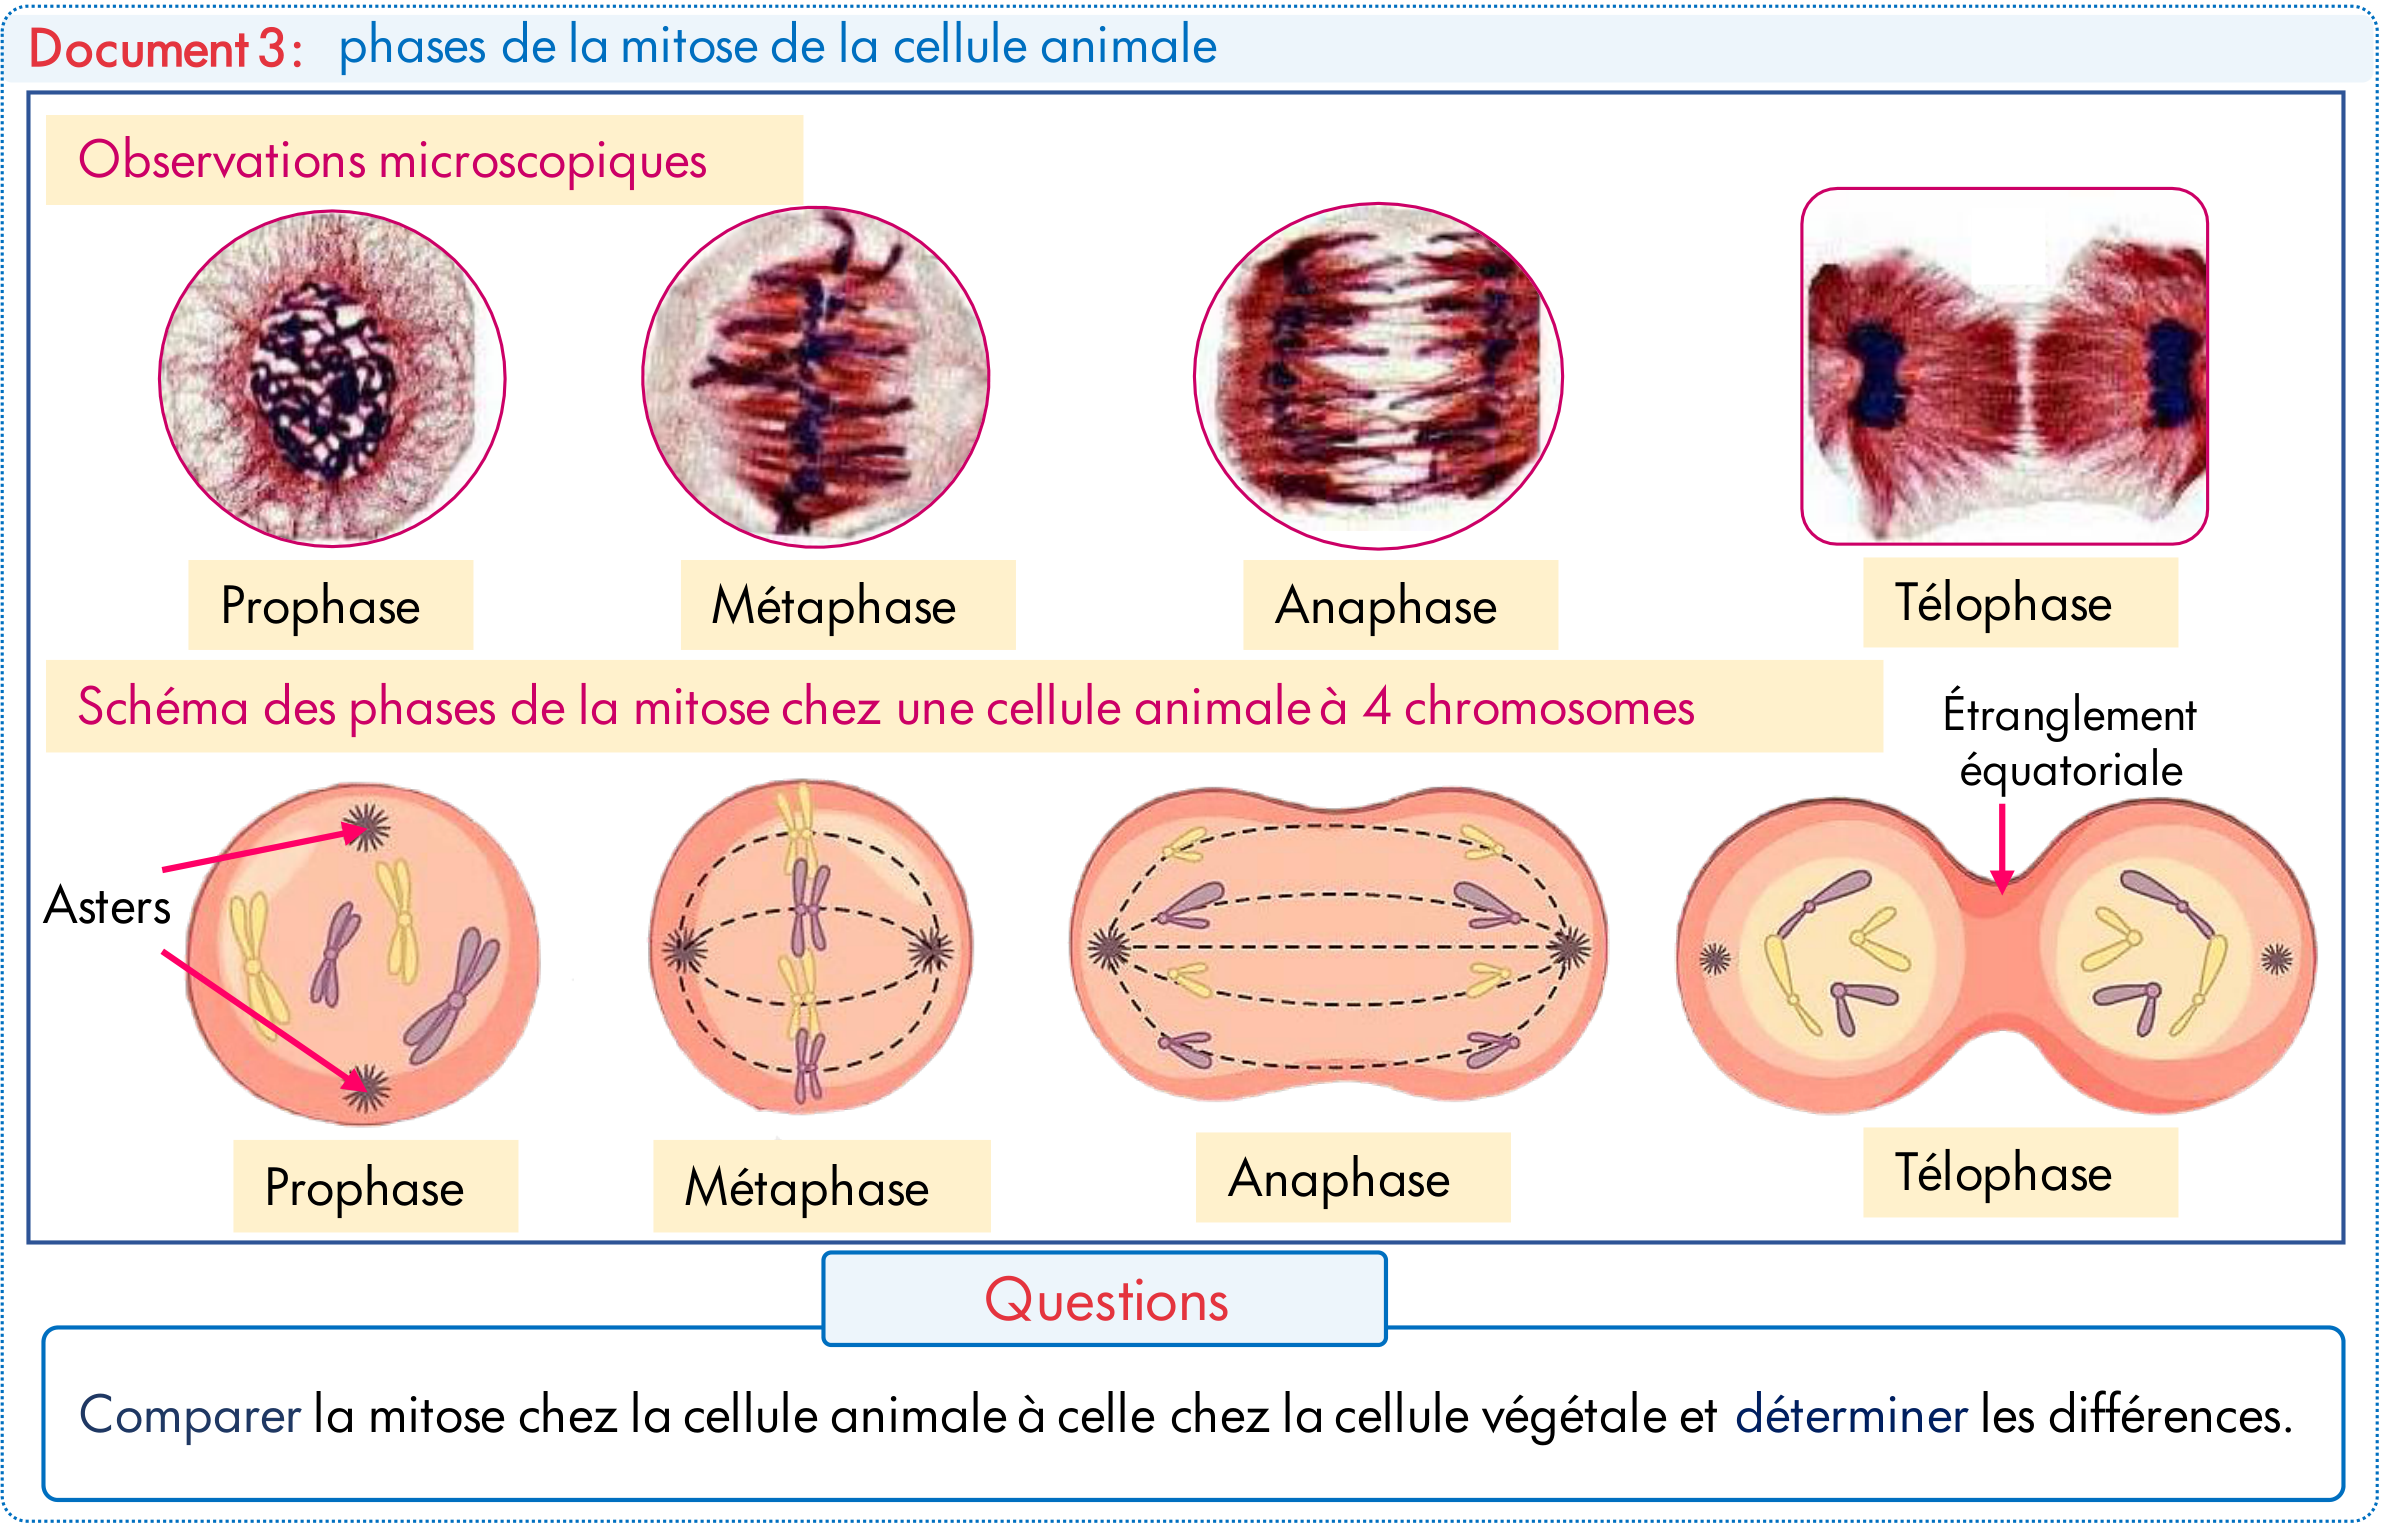 Document 3: phases de la mitose de la cellule animale
Observations microscopiques
Prophase
Métaphase
Anaphase
Télophase
Schéma des phases de la mitose chez une cellule animale à 4 chromosomes
Étranglement
équatoriale
Asters
Prophase
Métaphase
Anaphase
Télophase
Questions
Comparer la mitose chez la cellule animale à celle chez la cellule végétale et déterminer les différences.